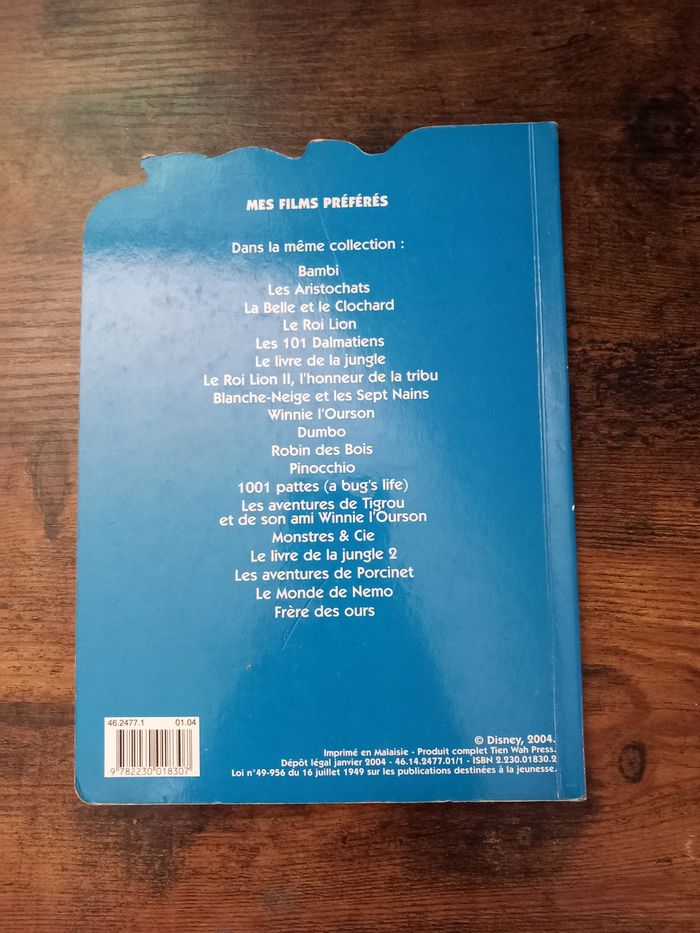 MES FILMS PRÉFÉRÉS
Dans la même collection :
Bambi
Les Aristochats
La Belle et le Clochard
Le Roi Lion
Les 101 Dalmatiens
Le livre de la jungle
Le Roi Lion II, l'honneur de la tribu
Blanche-Neige et les Sept Nains
Winnie l'Ourson
Dumbo
Robin des Bois
Pinocchio
1001 pattes (a bug's life)
Les aventures de Tigrou
et de son ami Winnie l'Ourson
Monstres & Cie
Le livre de la jungle 2
Les aventures de Porcinet
Le Monde de Nemo
Frère des ours
46.2477.1 01.04
9 782230 018307
© Disney, 2004.
Imprimé en Malaisie - Produit complet Tien Wah Press.
Dépôt légal janvier 2004 - 46.14.2477.01/1 - ISBN 2.230.01830.2
Loi n°49-956 du 16 juillet 1949 sur les publications destinées à la jeunesse.